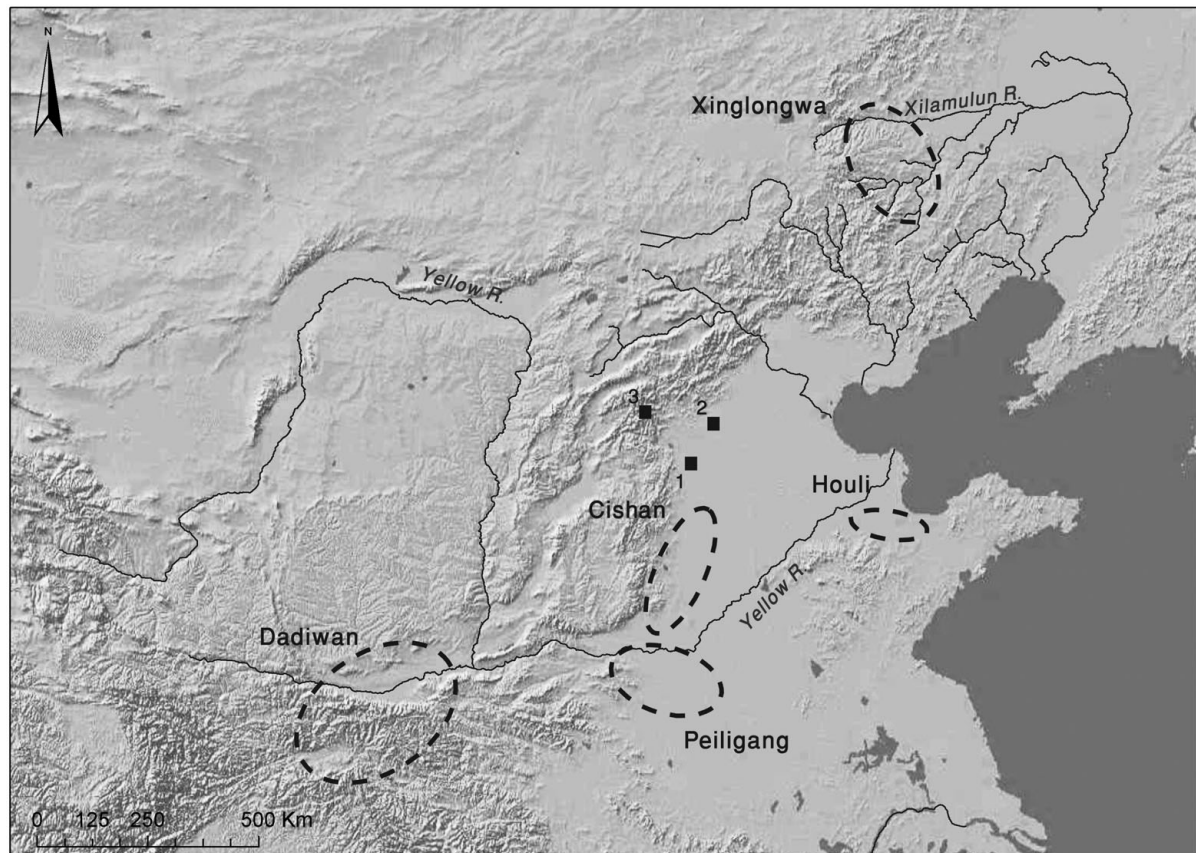 N
Xinglongwa
Xilamulun R.
Yellow R.
3
2
1
Houli
Cishan
Yellow R.
Dadiwan
Peiligang
0 125 250 500 Km